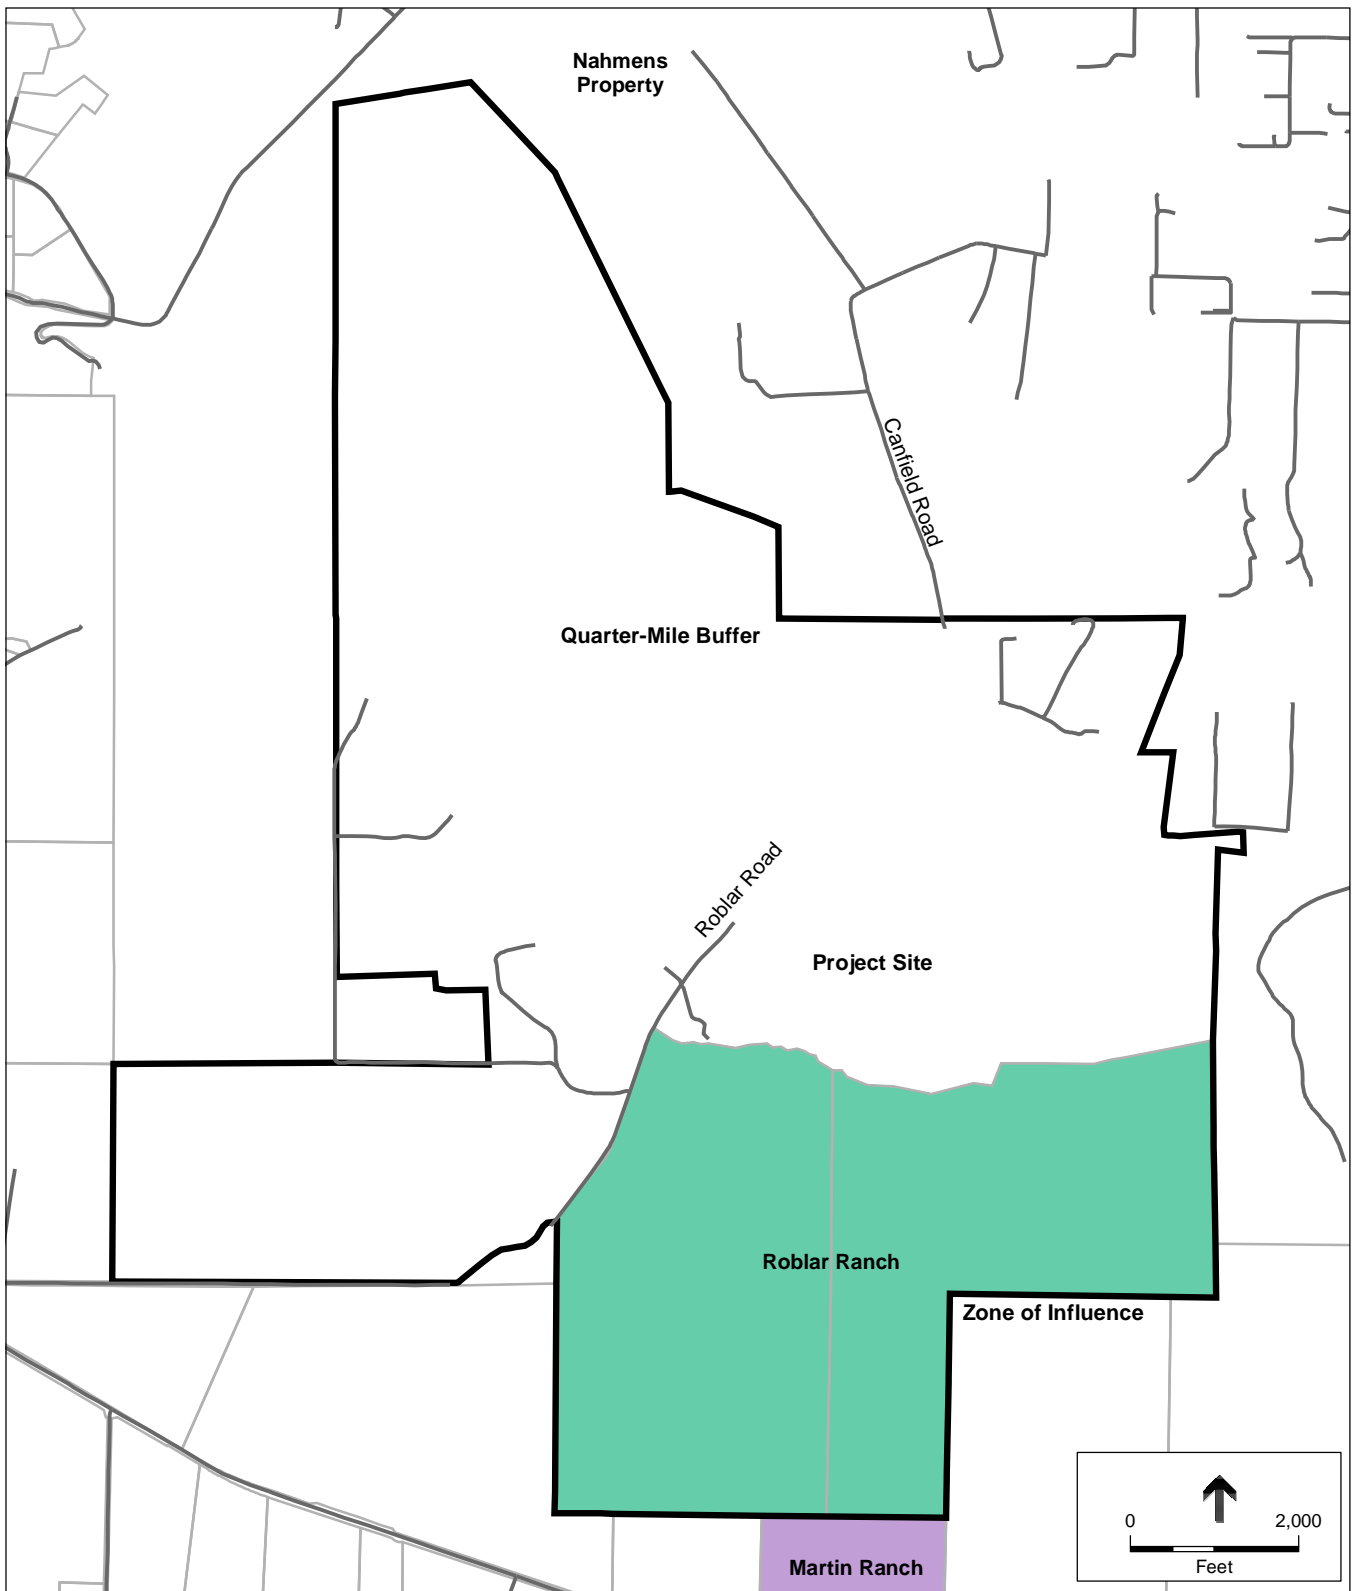 Nahmens
Property
Canfield Road
Quarter-Mile Buffer
Roblar Road
Project Site
Roblar Ranch
Zone of Influence
0 2,000
Feet
Martin Ranch